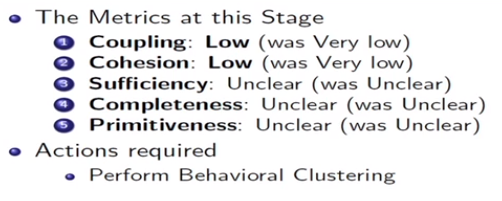 The Metrics at this Stage
1 Coupling: Low (was Very low)
2 Cohesion: Low (was Very low)
3 Sufficiency: Unclear (was Unclear)
4 Completeness: Unclear (was Unclear)
5 Primitiveness: Unclear (was Unclear)
Actions required
Perform Behavioral Clustering